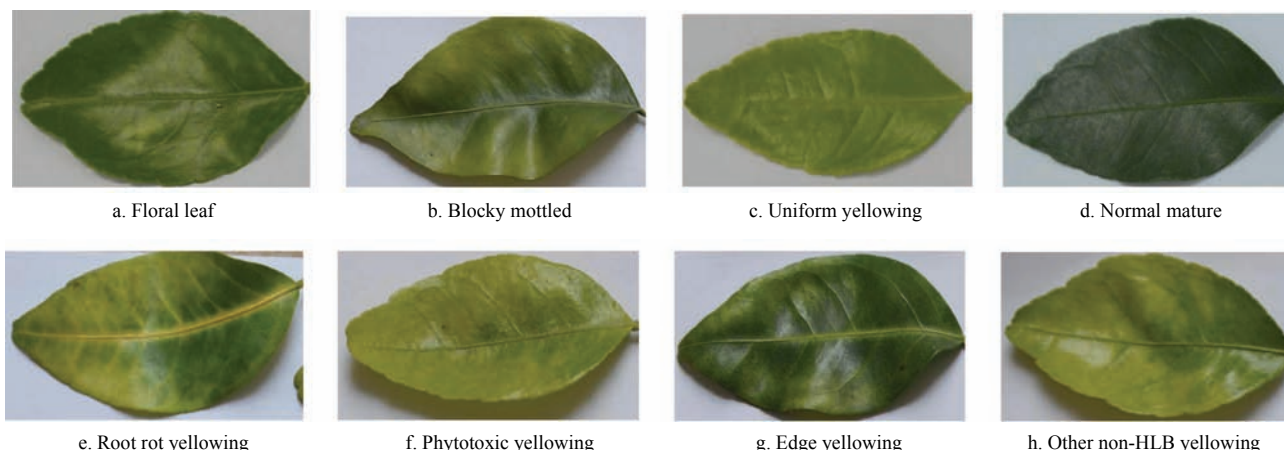 a. Floral leaf
b. Blocky mottled
c. Uniform yellowing
d. Normal mature
e. Root rot yellowing
f. Phytotoxic yellowing
g. Edge yellowing
h. Other non-HLB yellowing